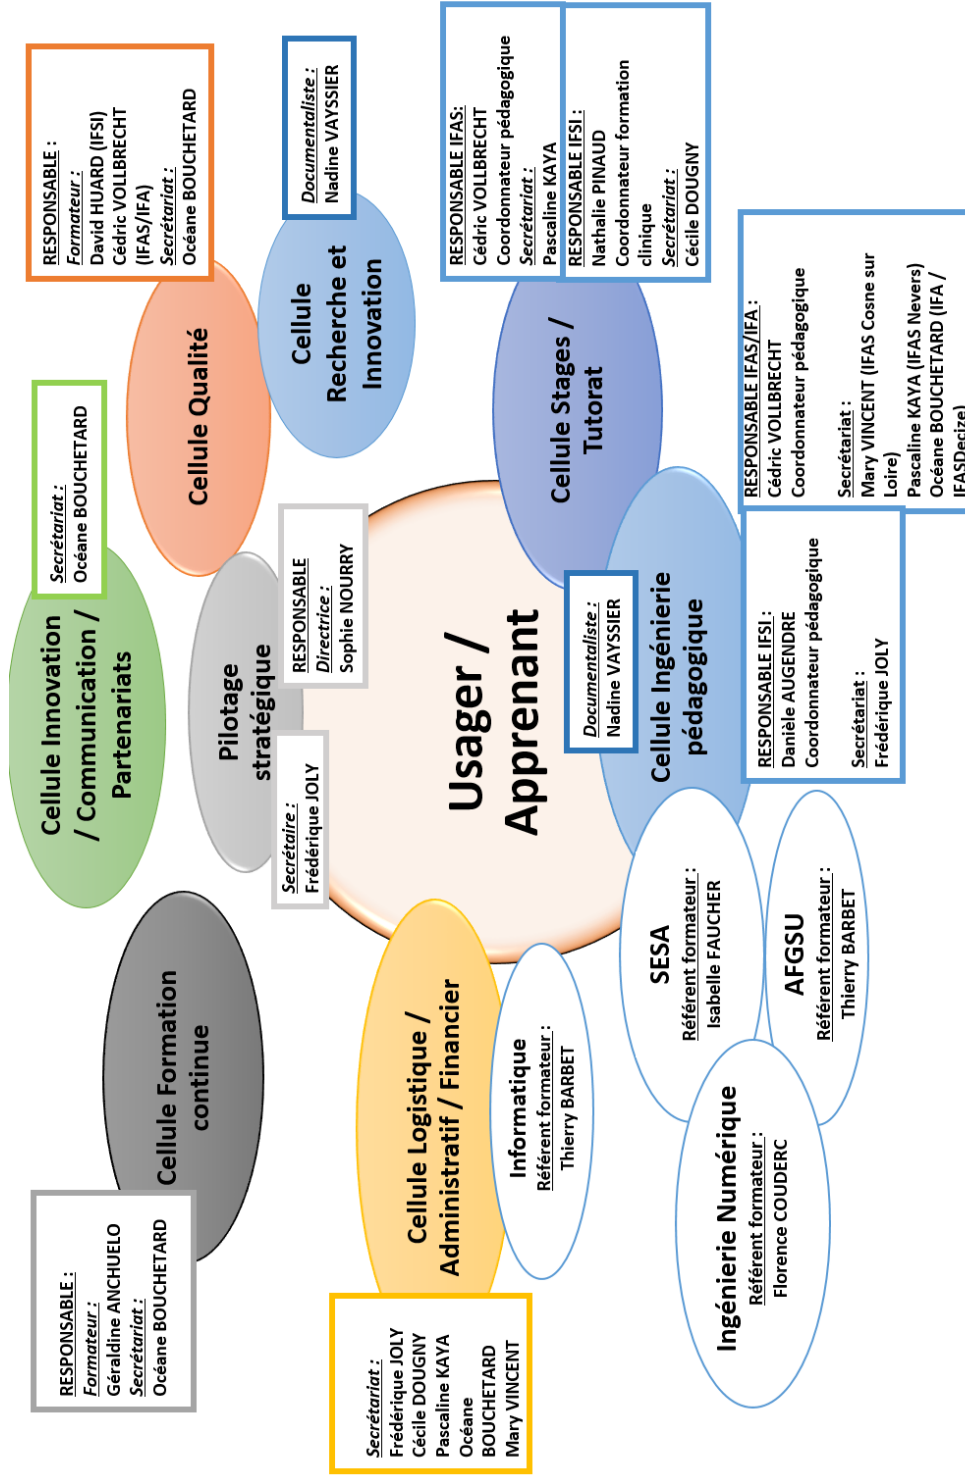 RESPONSABLE :
Formateur :
Géraldine ANCHUELO
Secrétariat :
Océane BOUCHETARD
Cellule Formation
continue
Cellule Innovation
/ Communication /
Partenariats
Secrétariat :
Océane BOUCHETARD
Cellule Qualité
RESPONSABLE :
Formateur :
David HUARD (IFSI)
Cédric VOLLBRECHT
(IFAS/IFA)
Secrétariat :
Océane BOUCHETARD
Pilotage
stratégique
Secrétaire :
Frédérique JOLY
RESPONSABLE
Directrice :
Sophie NOURRY
Cellule
Recherche et
Innovation
Documentaliste :
Nadine VAYSSIER
Secrétariat :
Frédérique JOLY
Cécile DOUGNY
Pascaline KAYA
Océane
BOUCHETARD
Mary VINCENT
Cellule Logistique /
Administratif / Financier
Informatique
Référent formateur :
Thierry BARBET
Usager /
Apprenant
Cellule Stages /
Tutorat
RESPONSABLE IFAS:
Cédric VOLLBRECHT
Coordonnateur pédagogique
Secrétariat :
Pascaline KAYA
RESPONSABLE IFSI :
Nathalie PINAUD
Coordonnateur formation
clinique
Secrétariat :
Cécile DOUGNY
Documentaliste :
Nadine VAYSSIER
Cellule Ingénierie
pédagogique
SESA
Référent formateur :
Isabelle FAUCHER
AFGSU
Référent formateur :
Thierry BARBET
Ingénierie Numérique
Référent formateur :
Florence COUDERC
RESPONSABLE IFSI :
Danièle AUGENDRE
Coordonnateur pédagogique
Secrétariat :
Frédérique JOLY
RESPONSABLE IFAS/IFA :
Cédric VOLLBRECHT
Coordonnateur pédagogique
Secrétariat :
Mary VINCENT (IFAS Cosne sur
Loire)
Pascaline KAYA (IFAS Nevers)
Océane BOUCHETARD (IFA /
IFASDecize)